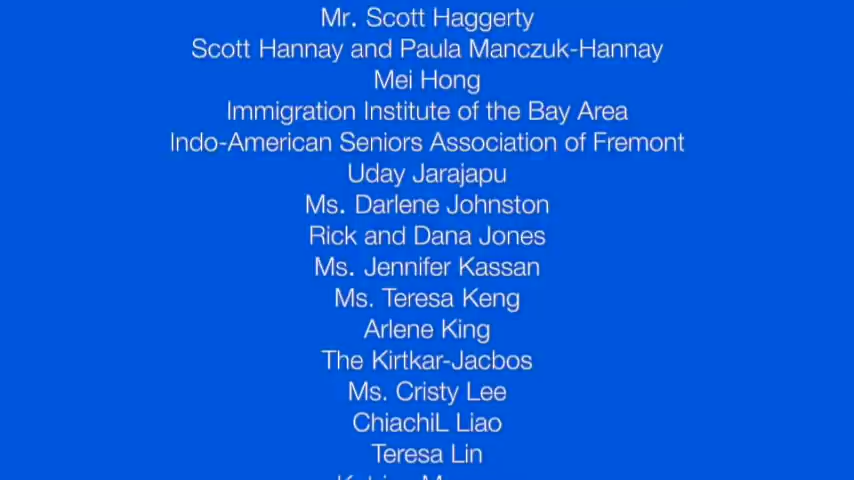 Mr. Scott Haggerty
Scott Hannay and Paula Manczuk-Hannay
Mei Hong
Immigration Institute of the Bay Area
Indo-American Seniors Association of Fremont
Uday Jarajapu
Ms. Darlene Johnston
Rick and Dana Jones
Ms. Jennifer Kassan
Ms. Teresa Keng
Arlene King
The Kirtkar-Jacbos
Ms. Cristy Lee
ChiachiL Liao
Teresa Lin